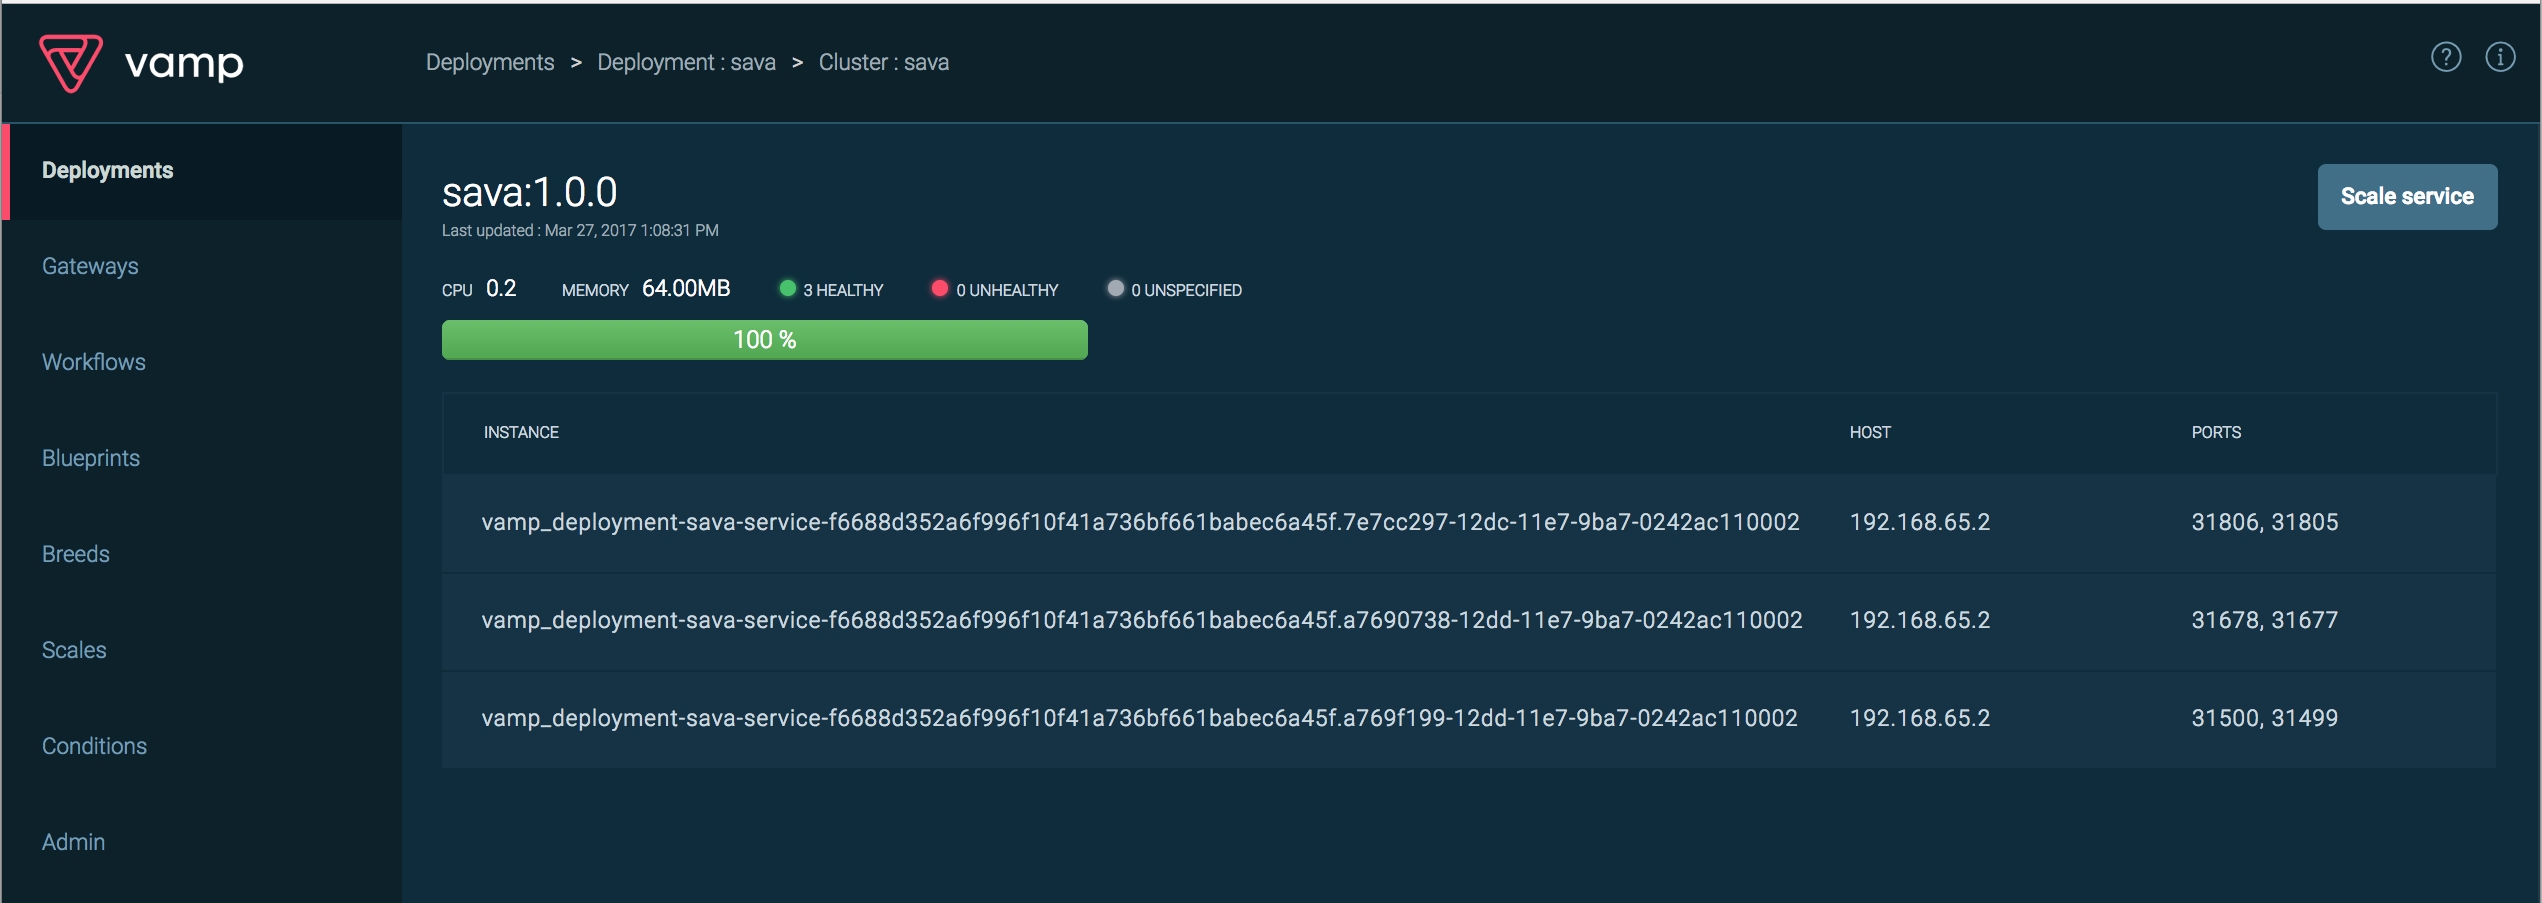 vamp
Deployments > Deployment : sava > Cluster : sava
? i
Deployments
Gateways
Workflows
Blueprints
Breeds
Scales
Conditions
Admin
sava:1.0.0
Last updated : Mar 27, 2017 1:08:31 PM
Scale service
CPU 0.2 MEMORY 64.00MB 3 HEALTHY 0 UNHEALTHY 0 UNSPECIFIED
100 %
INSTANCE HOST PORTS
vamp_deployment-sava-service-f6688d352a6f996f10f41a736bf661babec6a45f.7e7cc297-12dc-11e7-9ba7-0242ac110002 192.168.65.2 31806, 31805
vamp_deployment-sava-service-f6688d352a6f996f10f41a736bf661babec6a45f.a7690738-12dd-11e7-9ba7-0242ac110002 192.168.65.2 31678, 31677
vamp_deployment-sava-service-f6688d352a6f996f10f41a736bf661babec6a45f.a769f199-12dd-11e7-9ba7-0242ac110002 192.168.65.2 31500, 31499